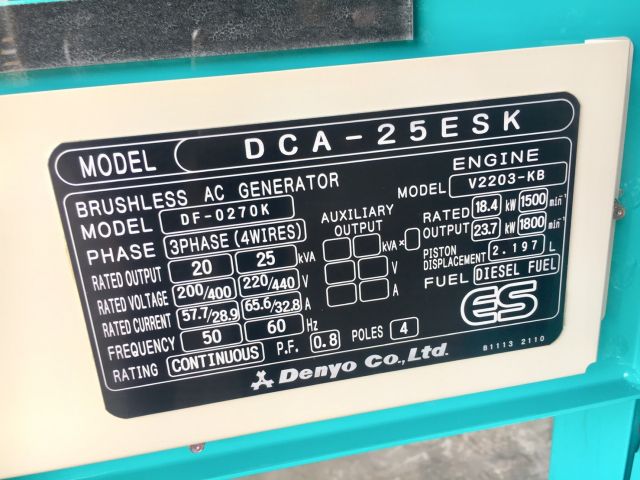 MODEL DCA-25ESK
BRUSHLESS AC GENERATOR
MODEL DF-0270K
PHASE 3PHASE (4WIRES)
RATED OUTPUT 20 25 kVA
RATED VOLTAGE 200/400 220/440 V
RATED CURRENT 57.7/28.9 65.6/32.8 A
FREQUENCY 50 60 Hz
RATING CONTINUOUS P.F. 0.8 POLES 4
AUXILIARY
OUTPUT
kVA×
V
A
ENGINE
MODEL V2203-KB
RATED 18.4 kW 1500 min⁻¹
OUTPUT 23.7 kW 1800 min⁻¹
PISTON
DISPLACEMENT 2.197 L
FUEL DIESEL FUEL
ES
Denyo Co., Ltd.
B1113 2110